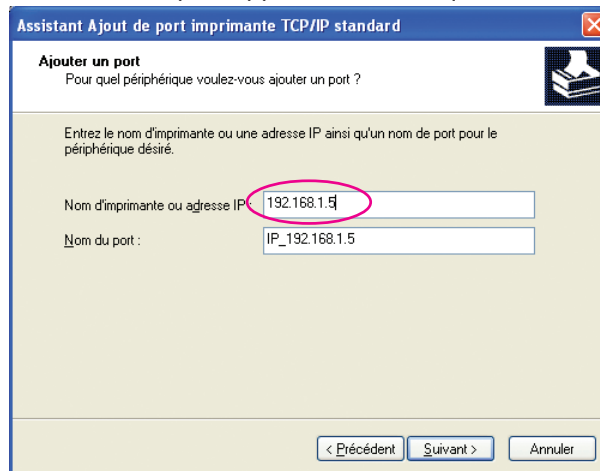 Assistant Ajout de port imprimante TCP/IP standard
Ajouter un port
Pour quel périphérique voulez-vous ajouter un port ?
Entrez le nom d'imprimante ou une adresse IP ainsi qu'un nom de port pour le
périphérique désiré.
Nom d'imprimante ou adresse IP : 192.168.1.5
Nom du port : IP_192.168.1.5
< Précédent Suivant > Annuler